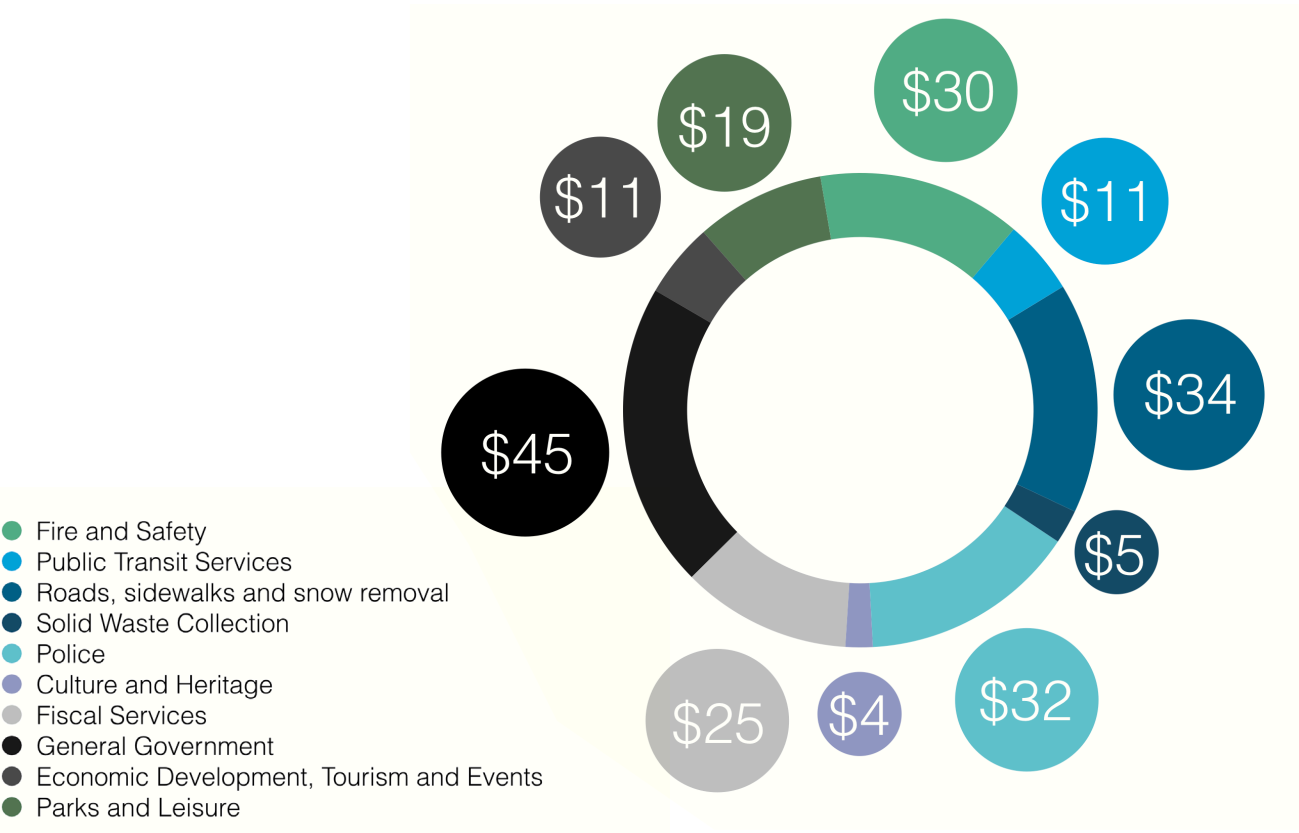 $30
$19
$11
$11
$34
$45
$5
$32
$4
$25
Fire and Safety
Public Transit Services
Roads, sidewalks and snow removal
Solid Waste Collection
Police
Culture and Heritage
Fiscal Services
General Government
Economic Development, Tourism and Events
Parks and Leisure